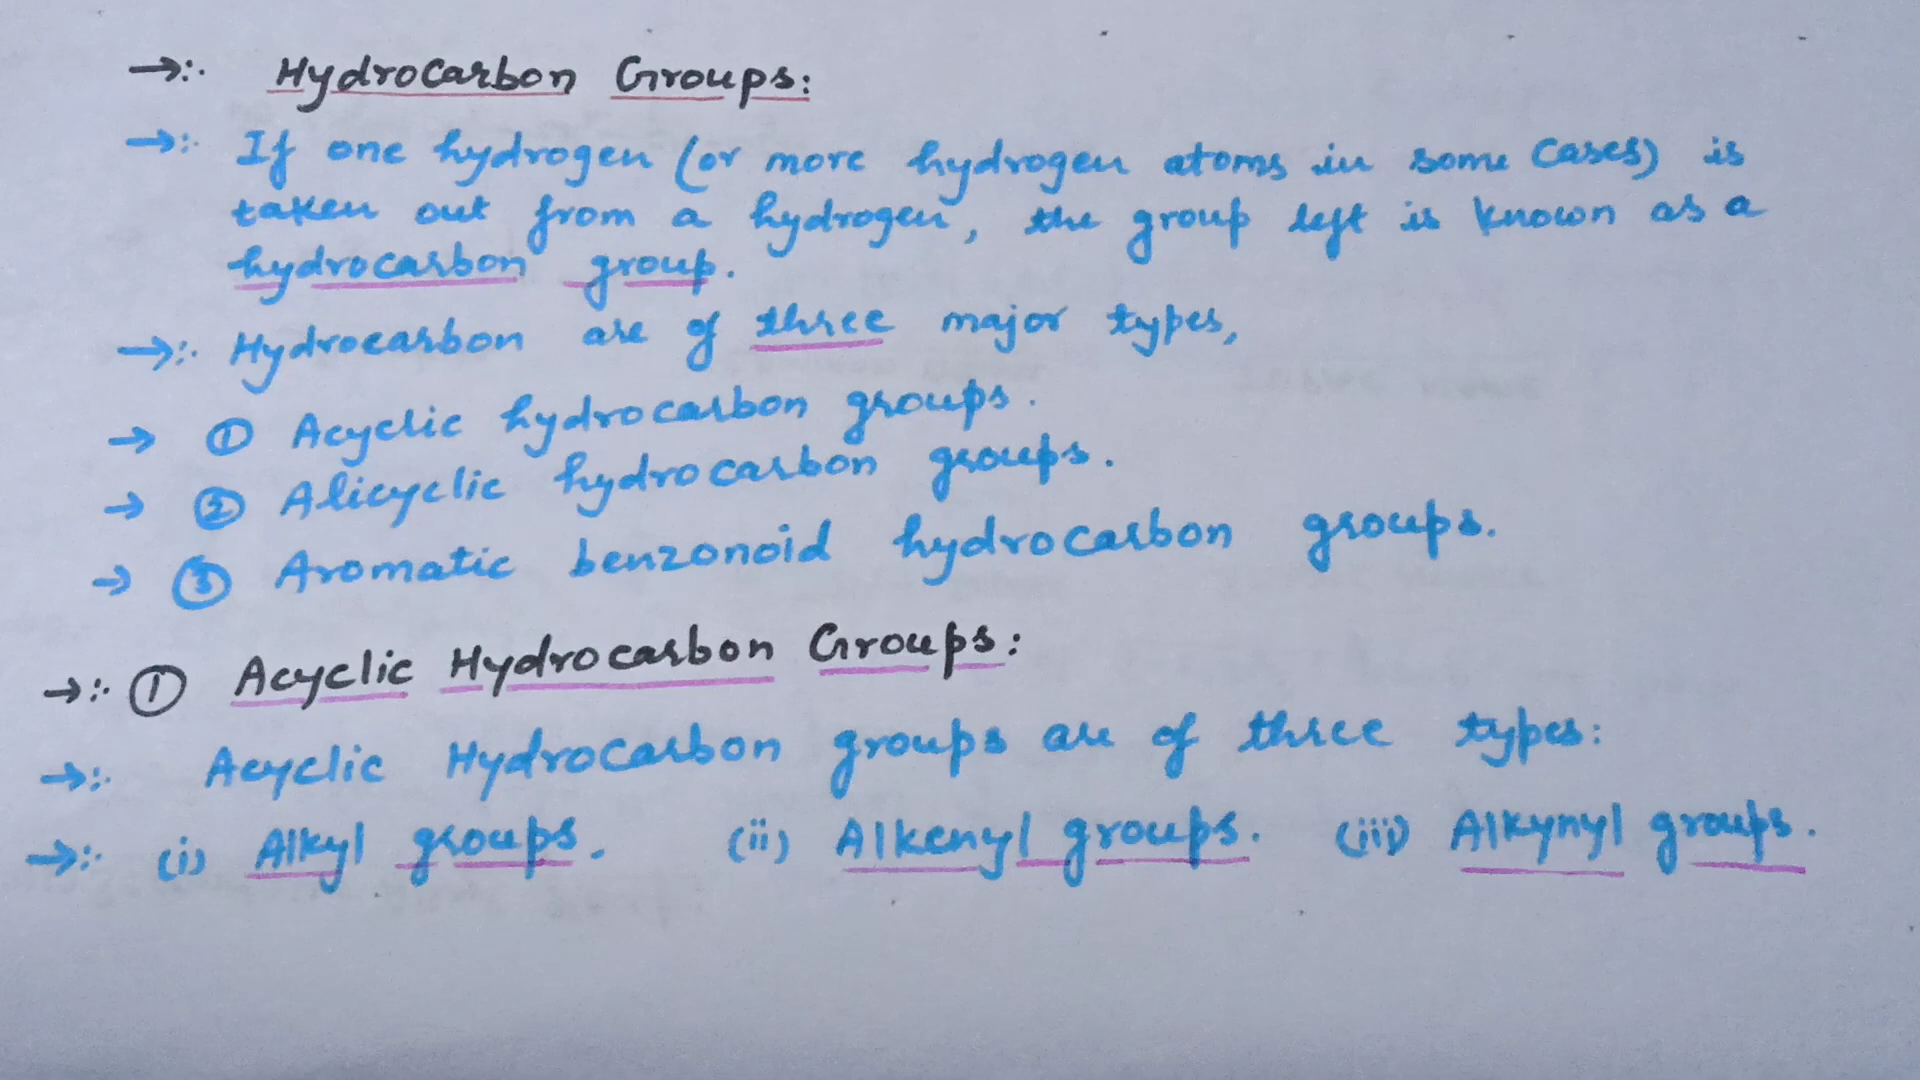 →:. Hydrocarbon Groups:
→:. If one hydrogen (or more hydrogen atoms in some cases) is
taken out from a hydrogen, the group left is known as a
hydrocarbon group.
→:. Hydrocarbon are of three major types,
→ ① Acyclic hydrocarbon groups.
→ ② Alicyclic hydrocarbon groups.
→ ③ Aromatic benzonoid hydrocarbon groups.
→:. ① Acyclic Hydrocarbon Groups:
→:. Acyclic Hydrocarbon groups are of three types:
→:. (i) Alkyl groups. (ii) Alkenyl groups. (iii) Alkynyl groups.